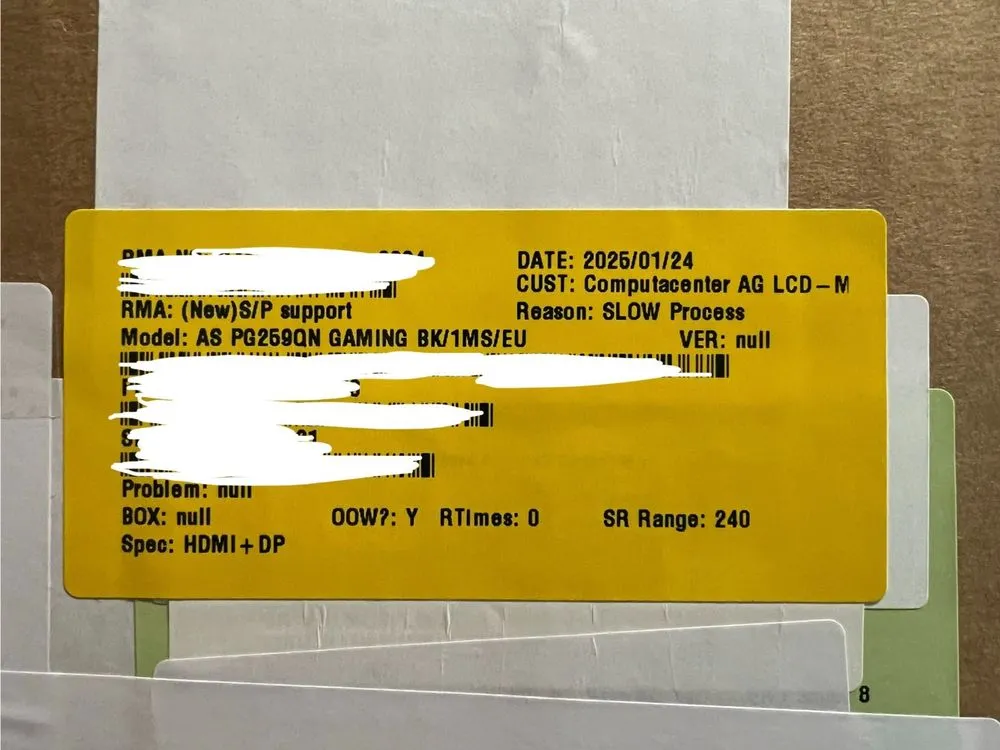 DATE: 2025/01/24
CUST: Computacenter AG LCD-M
RMA: (New)S/P support
Reason: SLOW Process
Model: AS PG259QN GAMING BK/1MS/EU
VER: null
Problem: null
BOX: null
OOW?: Y
RTimes: 0
SR Range: 240
Spec: HDMI+DP
8